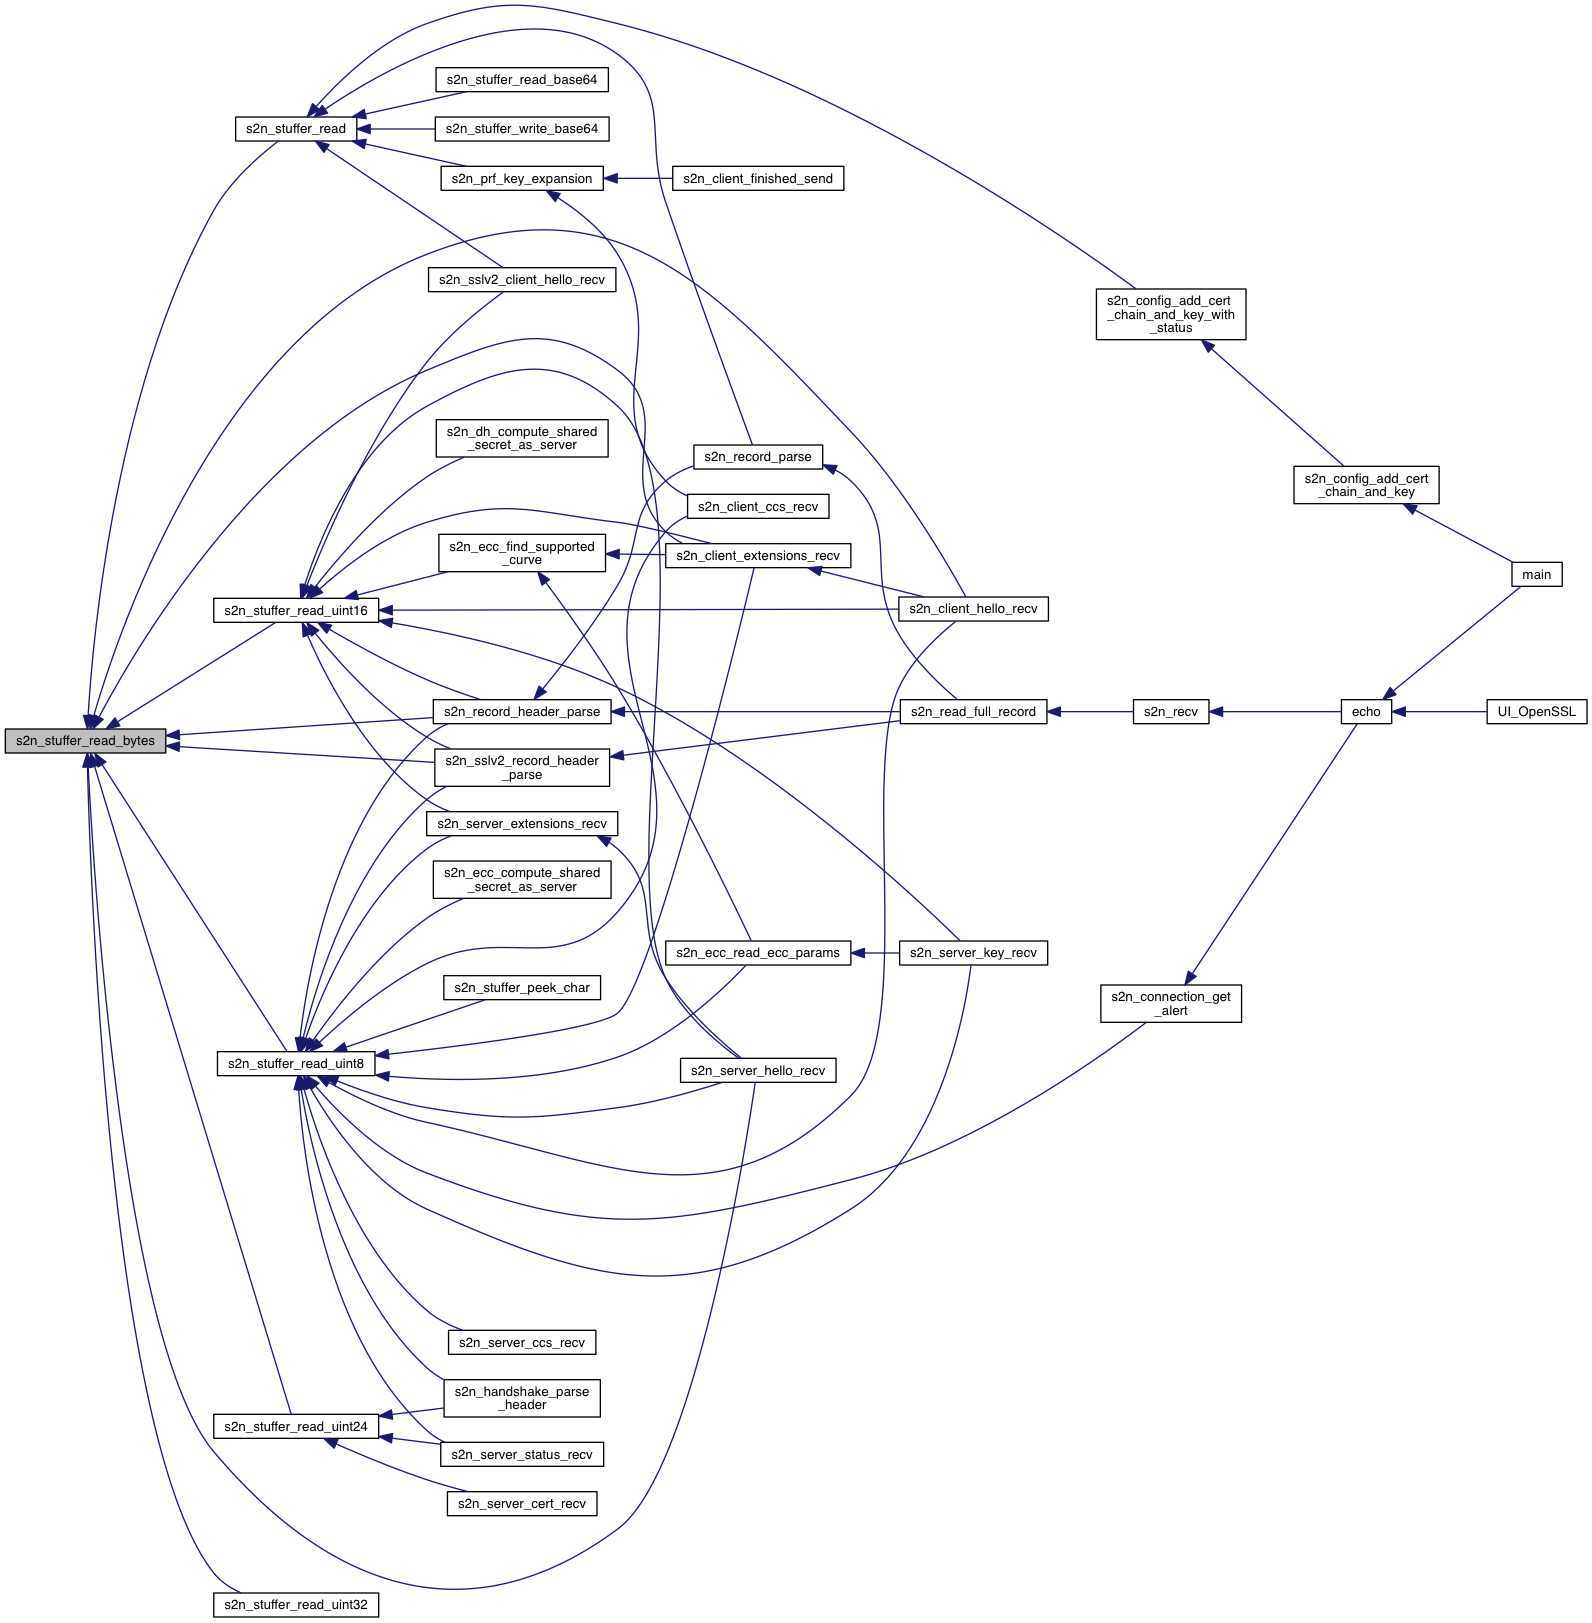 s2n_stuffer_read_base64
s2n_stuffer_read
s2n_stuffer_write_base64
s2n_prf_key_expansion
s2n_client_finished_send
s2n_sslv2_client_hello_recv
s2n_config_add_cert
_chain_and_key_with
_status
s2n_dh_compute_shared
_secret_as_server
s2n_record_parse
s2n_config_add_cert
_chain_and_key
s2n_client_ccs_recv
s2n_ecc_find_supported
_curve
s2n_client_extensions_recv
main
s2n_stuffer_read_uint16
s2n_client_hello_recv
s2n_record_header_parse
s2n_read_full_record
s2n_recv
echo
UI_OpenSSL
s2n_stuffer_read_bytes
s2n_sslv2_record_header
_parse
s2n_server_extensions_recv
s2n_ecc_compute_shared
_secret_as_server
s2n_ecc_read_ecc_params
s2n_server_key_recv
s2n_stuffer_peek_char
s2n_connection_get
_alert
s2n_stuffer_read_uint8
s2n_server_hello_recv
s2n_server_ccs_recv
s2n_handshake_parse
_header
s2n_stuffer_read_uint24
s2n_server_status_recv
s2n_server_cert_recv
s2n_stuffer_read_uint32